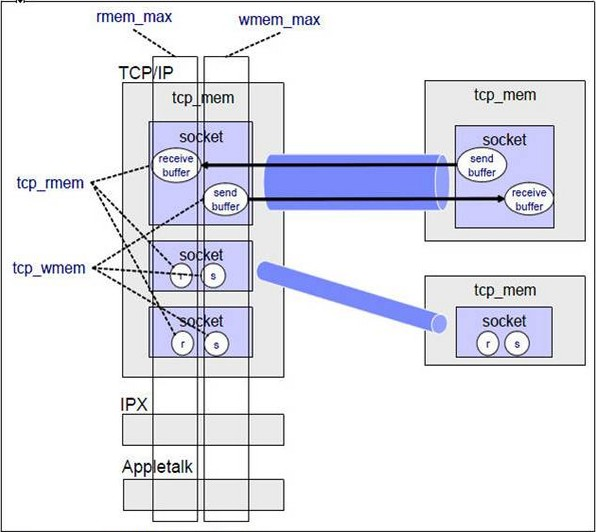 rmem_max
wmem_max
TCP/IP
tcp_mem
socket
receive
buffer
send
buffer
tcp_rmem
tcp_wmem
socket
r
s
socket
r
s
IPX
Appletalk
tcp_mem
socket
send
buffer
receive
buffer
tcp_mem
socket
r
s